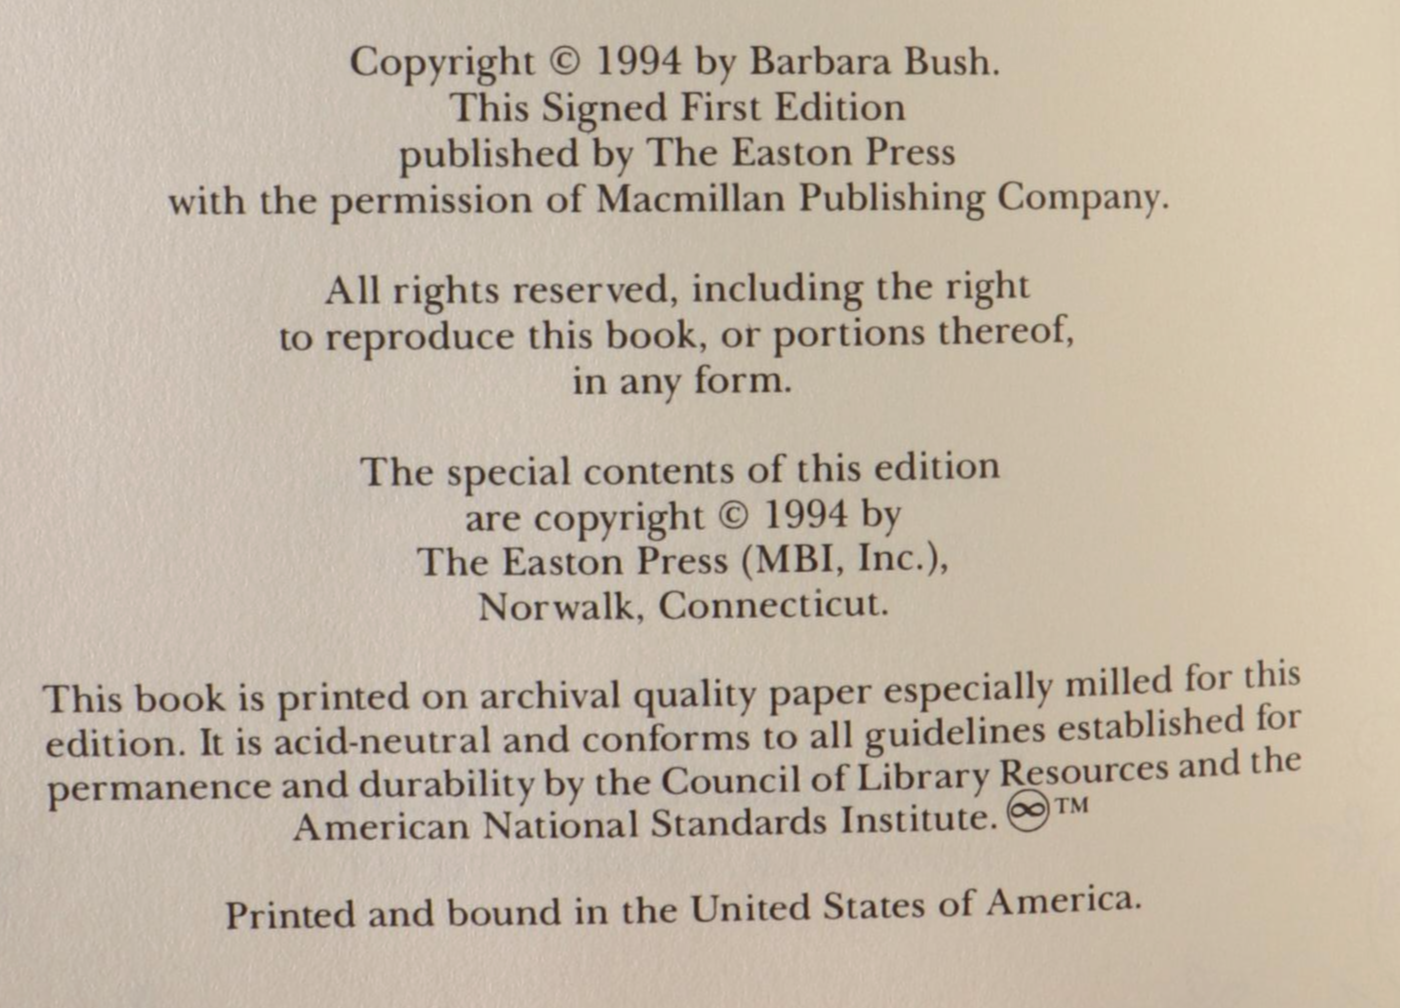 Copyright © 1994 by Barbara Bush.
This Signed First Edition
published by The Easton Press
with the permission of Macmillan Publishing Company.
All rights reserved, including the right
to reproduce this book, or portions thereof,
in any form.
The special contents of this edition
are copyright © 1994 by
The Easton Press (MBI, Inc.),
Norwalk, Connecticut.
This book is printed on archival quality paper especially milled for this
edition. It is acid-neutral and conforms to all guidelines established for
permanence and durability by the Council of Library Resources and the
American National Standards Institute. ♾™
Printed and bound in the United States of America.